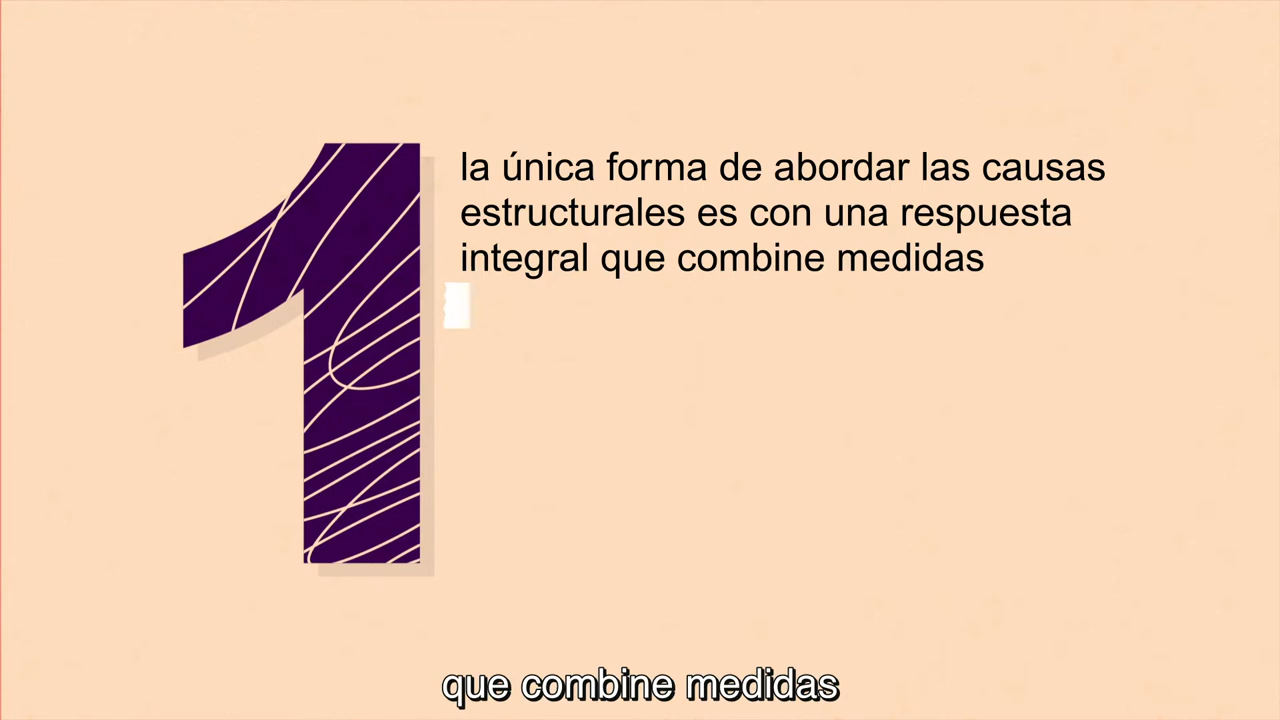 1
la única forma de abordar las causas
estructurales es con una respuesta
integral que combine medidas
que combine medidas